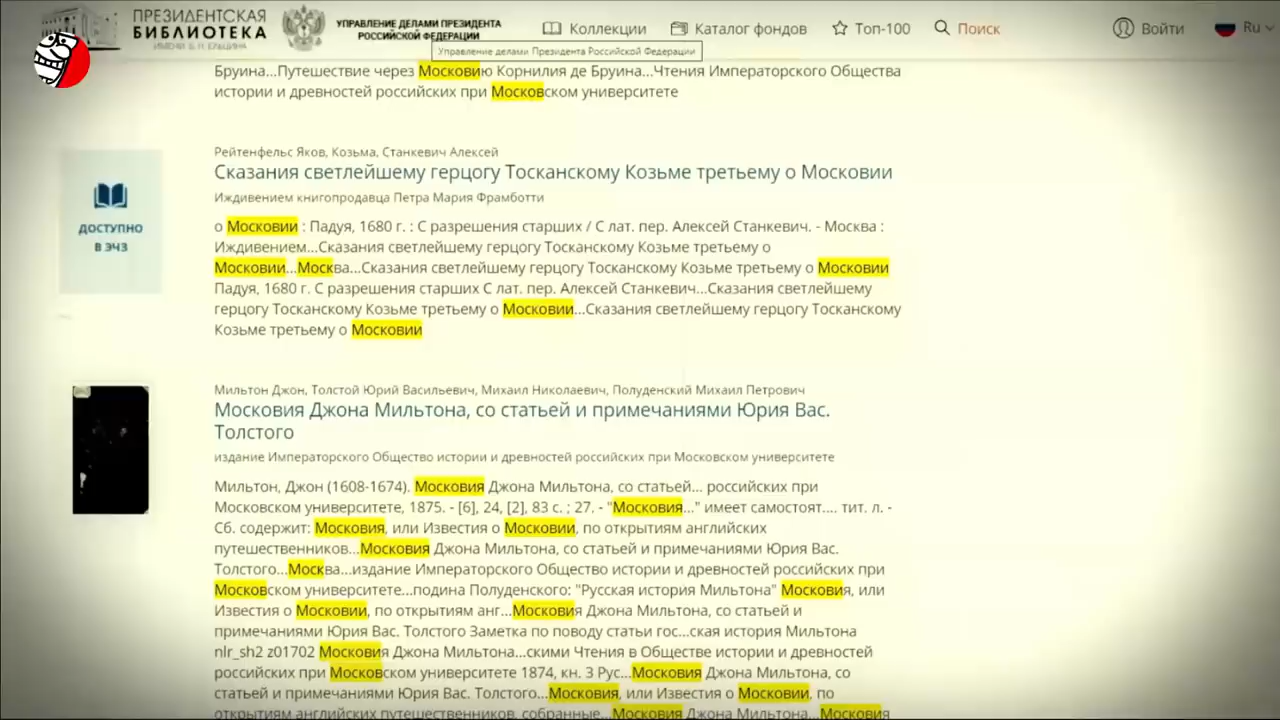 ПРЕЗИДЕНТСКАЯ
БИБЛИОТЕКА
ИМЕНИ Б. Н. ЕЛЬЦИНА
УПРАВЛЕНИЕ ДЕЛАМИ ПРЕЗИДЕНТА
РОССИЙСКОЙ ФЕДЕРАЦИИ
Коллекции
Каталог фондов
Топ-100
Поиск
Войти
Ru
Управление делами Президента Российской Федерации
Бруина...Путешествие через Московию Корнилия де Бруина...Чтения Императорского Общества
истории и древностей российских при Московском университете
Рейтенфельс Яков, Козьма, Станкевич Алексей
Сказания светлейшему герцогу Тосканскому Козьме третьему о Московии
Иждивением книгопродавца Петра Мария Фрамботти
ДОСТУПНО
В ЭЧЗ
о Московии : Падуя, 1680 г. : С разрешения старших / С лат. пер. Алексей Станкевич. - Москва :
Иждивением...Сказания светлейшему герцогу Тосканскому Козьме третьему о
Московии...Москва...Сказания светлейшему герцогу Тосканскому Козьме третьему о Московии
Падуя, 1680 г. С разрешения старших С лат. пер. Алексей Станкевич...Сказания светлейшему
герцогу Тосканскому Козьме третьему о Московии...Сказания светлейшему герцогу Тосканскому
Козьме третьему о Московии
Мильтон Джон, Толстой Юрий Васильевич, Михаил Николаевич, Полуденский Михаил Петрович
Московия Джона Мильтона, со статьей и примечаниями Юрия Вас.
Толстого
издание Императорского Общество истории и древностей российских при Московском университете
Мильтон, Джон (1608-1674). Московия Джона Мильтона, со статьей... российских при
Московском университете, 1875. - [6], 24, [2], 83 с. ; 27. - "Московия..." имеет самостоят.... тит. л. -
Сб. содержит: Московия, или Известия о Московии, по открытиям английских
путешественников...Московия Джона Мильтона, со статьей и примечаниями Юрия Вас.
Толстого...Москва...издание Императорского Общество истории и древностей российских при
Московском университете...подина Полуденского: "Русская история Мильтона" Московия, или
Известия о Московии, по открытиям анг...Московия Джона Мильтона, со статьей и
примечаниями Юрия Вас. Толстого Заметка по поводу статьи гос...ская история Мильтона
nlr_sh2 z01702 Московия Джона Мильтона...скими Чтения в Обществе истории и древностей
российских при Московском университете 1874, кн. 3 Рус...Московия Джона Мильтона, со
статьей и примечаниями Юрия Вас. Толстого...Московия, или Известия о Московии, по
открытиям английских путешественников, собранные...Московия Джона Мильтона...Московия